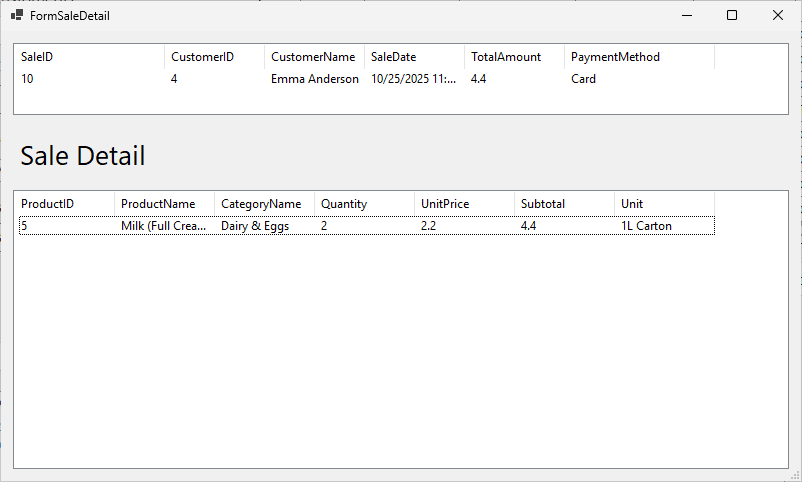 FormSaleDetail
SaleID CustomerID CustomerName SaleDate TotalAmount PaymentMethod
10 4 Emma Anderson 10/25/2025 11:... 4.4 Card
Sale Detail
ProductID ProductName CategoryName Quantity UnitPrice Subtotal Unit
5 Milk (Full Crea... Dairy & Eggs 2 2.2 4.4 1L Carton